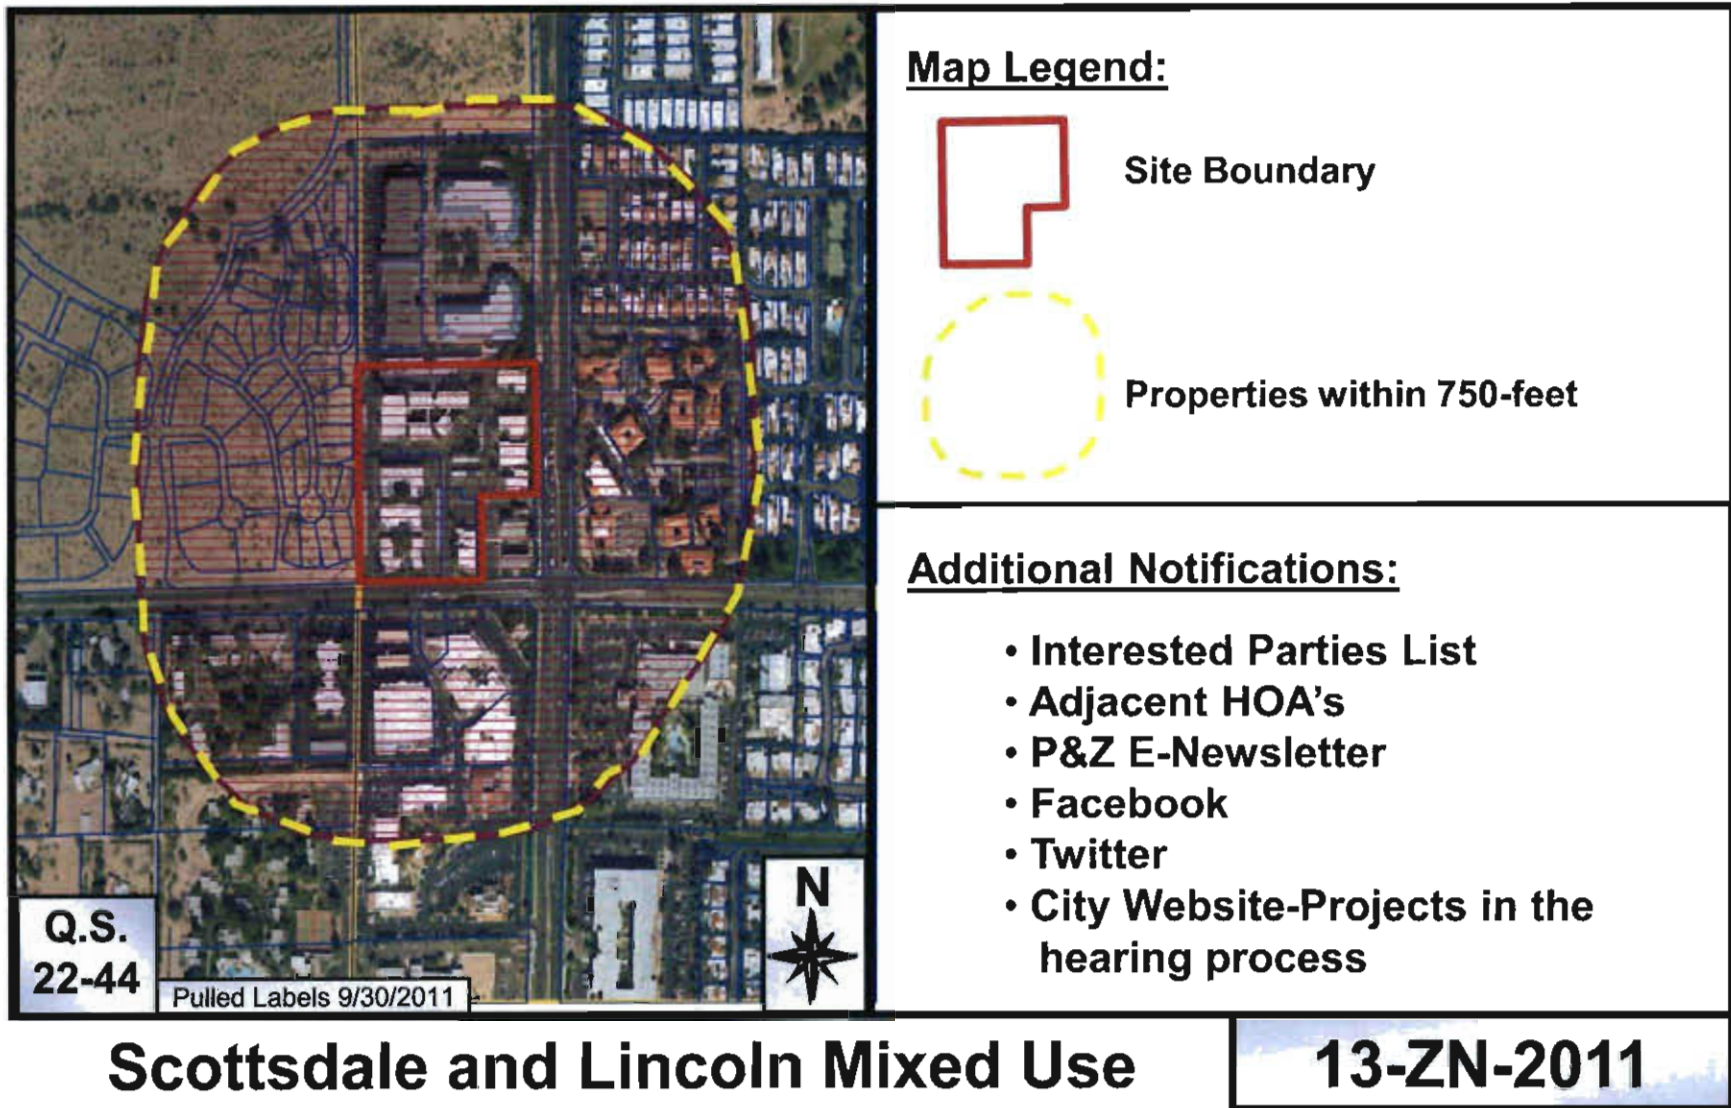 Map Legend:
Site Boundary
Properties within 750-feet
Additional Notifications:
• Interested Parties List
• Adjacent HOA's
• P&Z E-Newsletter
• Facebook
• Twitter
• City Website-Projects in the
hearing process
N
Q.S.
22-44
Pulled Labels 9/30/2011
Scottsdale and Lincoln Mixed Use
13-ZN-2011